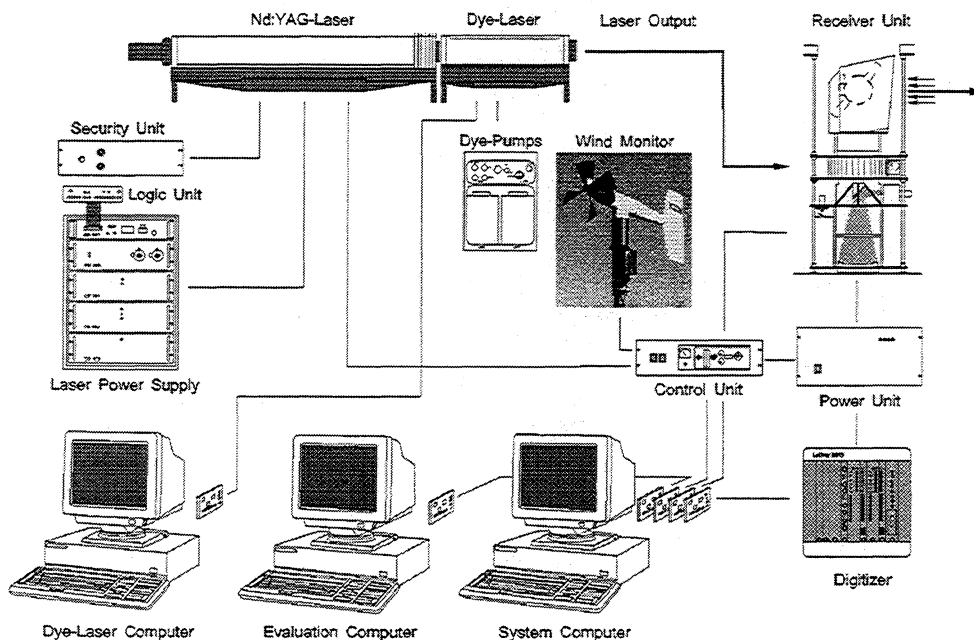 Nd:YAG-Laser
Dye-Laser
Laser Output
Receiver Unit
Security Unit
Dye-Pumps
Wind Monitor
Logic Unit
Laser Power Supply
Control Unit
Power Unit
Digitizer
Dye-Laser Computer
Evaluation Computer
System Computer